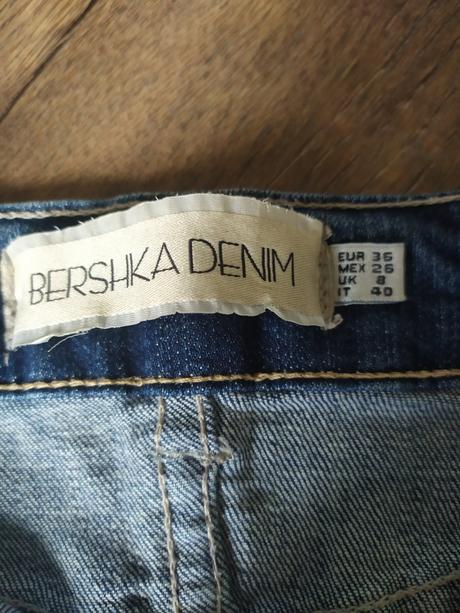 BERSHKA DENIM
EUR 36
MEX 26
UK 8
IT 40